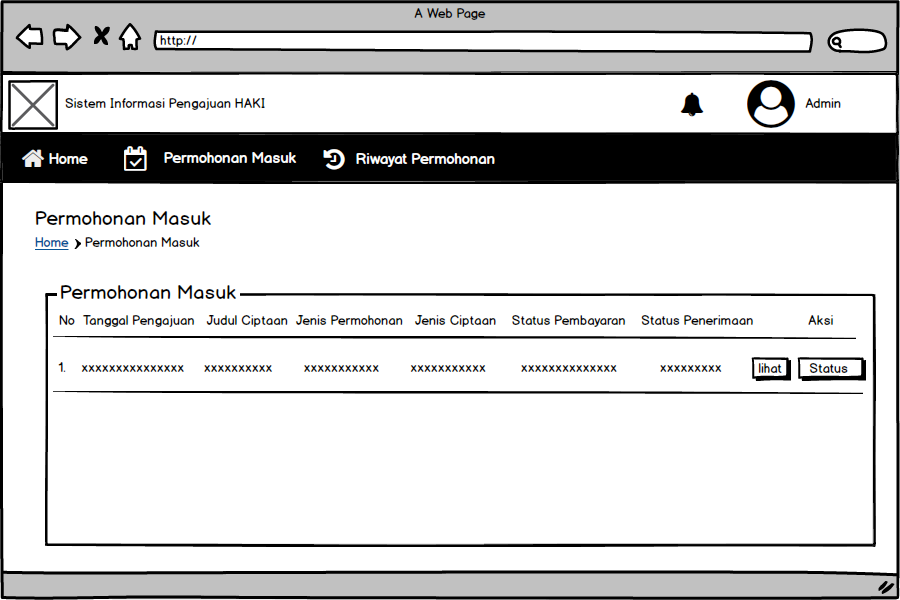 A Web Page
http://
Sistem Informasi Pengajuan HAKI
Admin
Home Permohonan Masuk Riwayat Permohonan
Permohonan Masuk
Home Permohonan Masuk
Permohonan Masuk
No Tanggal Pengajuan Judul Ciptaan Jenis Permohonan Jenis Ciptaan Status Pembayaran Status Penerimaan Aksi
1. xxxxxxxxxxxxxxx xxxxxxxxxx xxxxxxxxxxx xxxxxxxxxxx xxxxxxxxxxxxxx xxxxxxxxx lihat Status